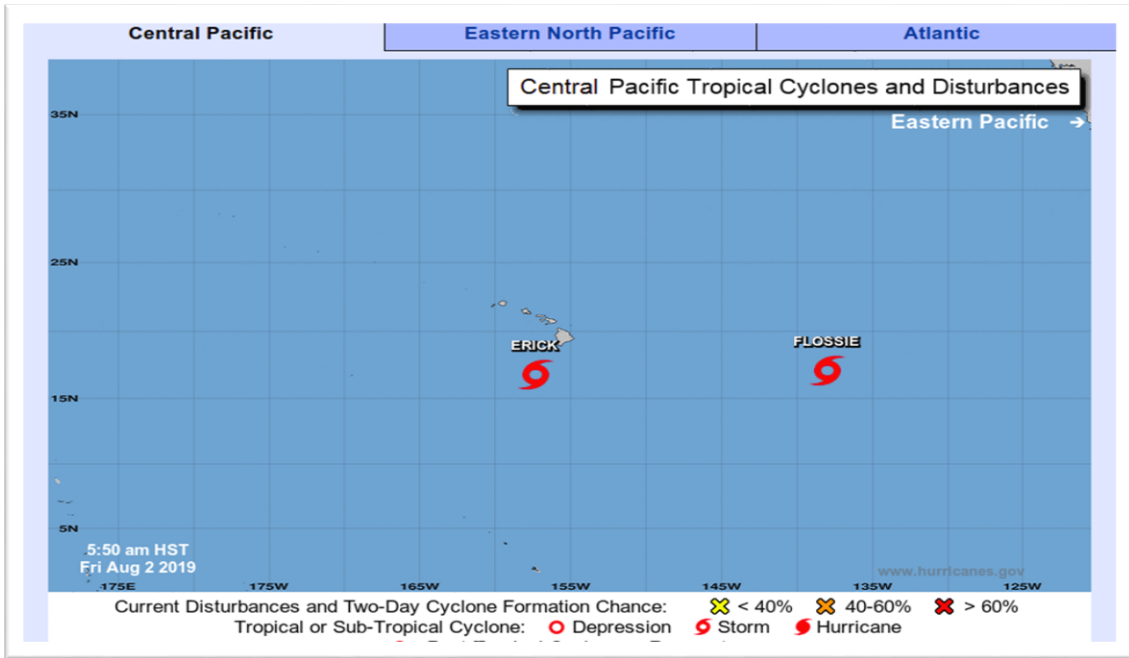 Central Pacific Eastern North Pacific Atlantic
Central Pacific Tropical Cyclones and Disturbances
35N
Eastern Pacific →
25N
ERICK FLOSSIE
15N
5N
5:50 am HST
Fri Aug 2 2019
www.hurricanes.gov
175E 175W 165W 155W 145W 135W 125W
Current Disturbances and Two-Day Cyclone Formation Chance: < 40% 40-60% > 60%
Tropical or Sub-Tropical Cyclone: Depression Storm Hurricane